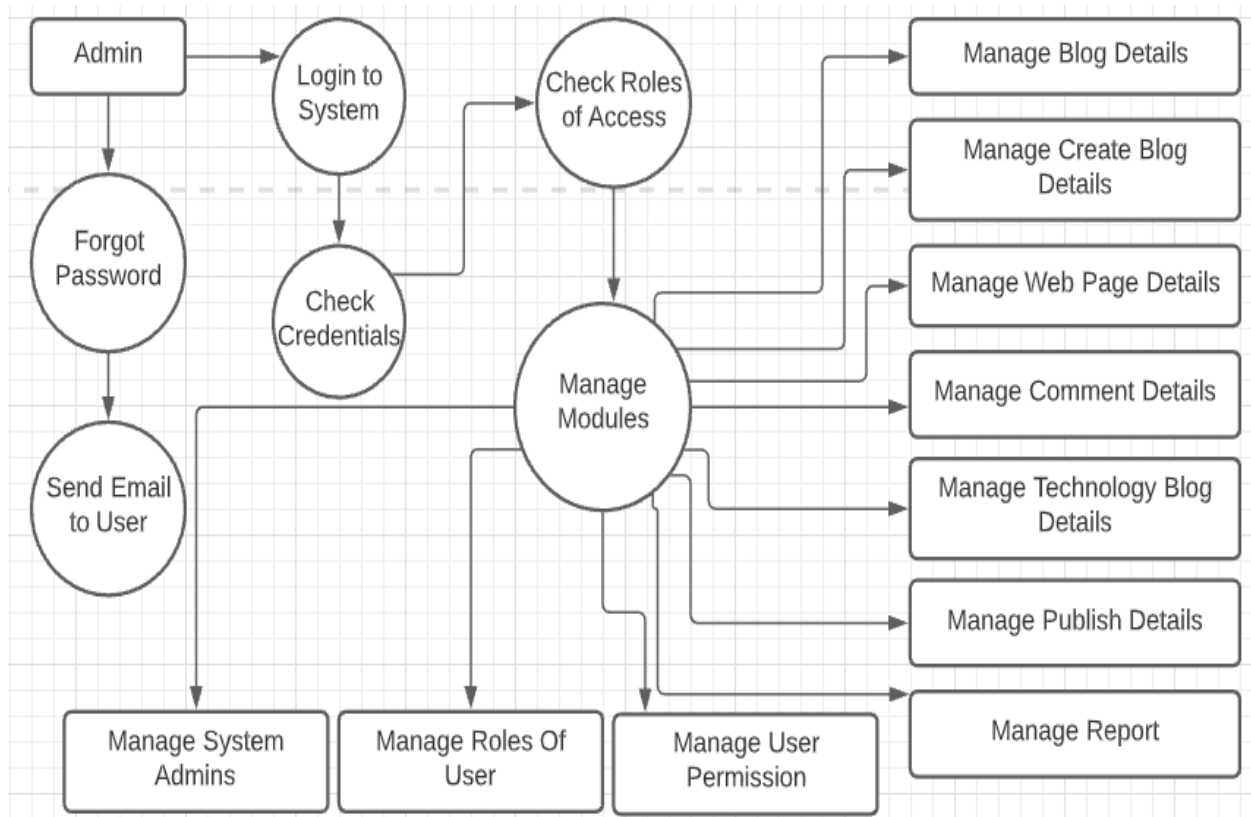 Admin
Login to
System
Check Roles
of Access
Manage Blog Details
Manage Create Blog
Details
Forgot
Password
Check
Credentials
Manage Web Page Details
Manage
Modules
Manage Comment Details
Send Email
to User
Manage Technology Blog
Details
Manage Publish Details
Manage Report
Manage System
Admins
Manage Roles Of
User
Manage User
Permission